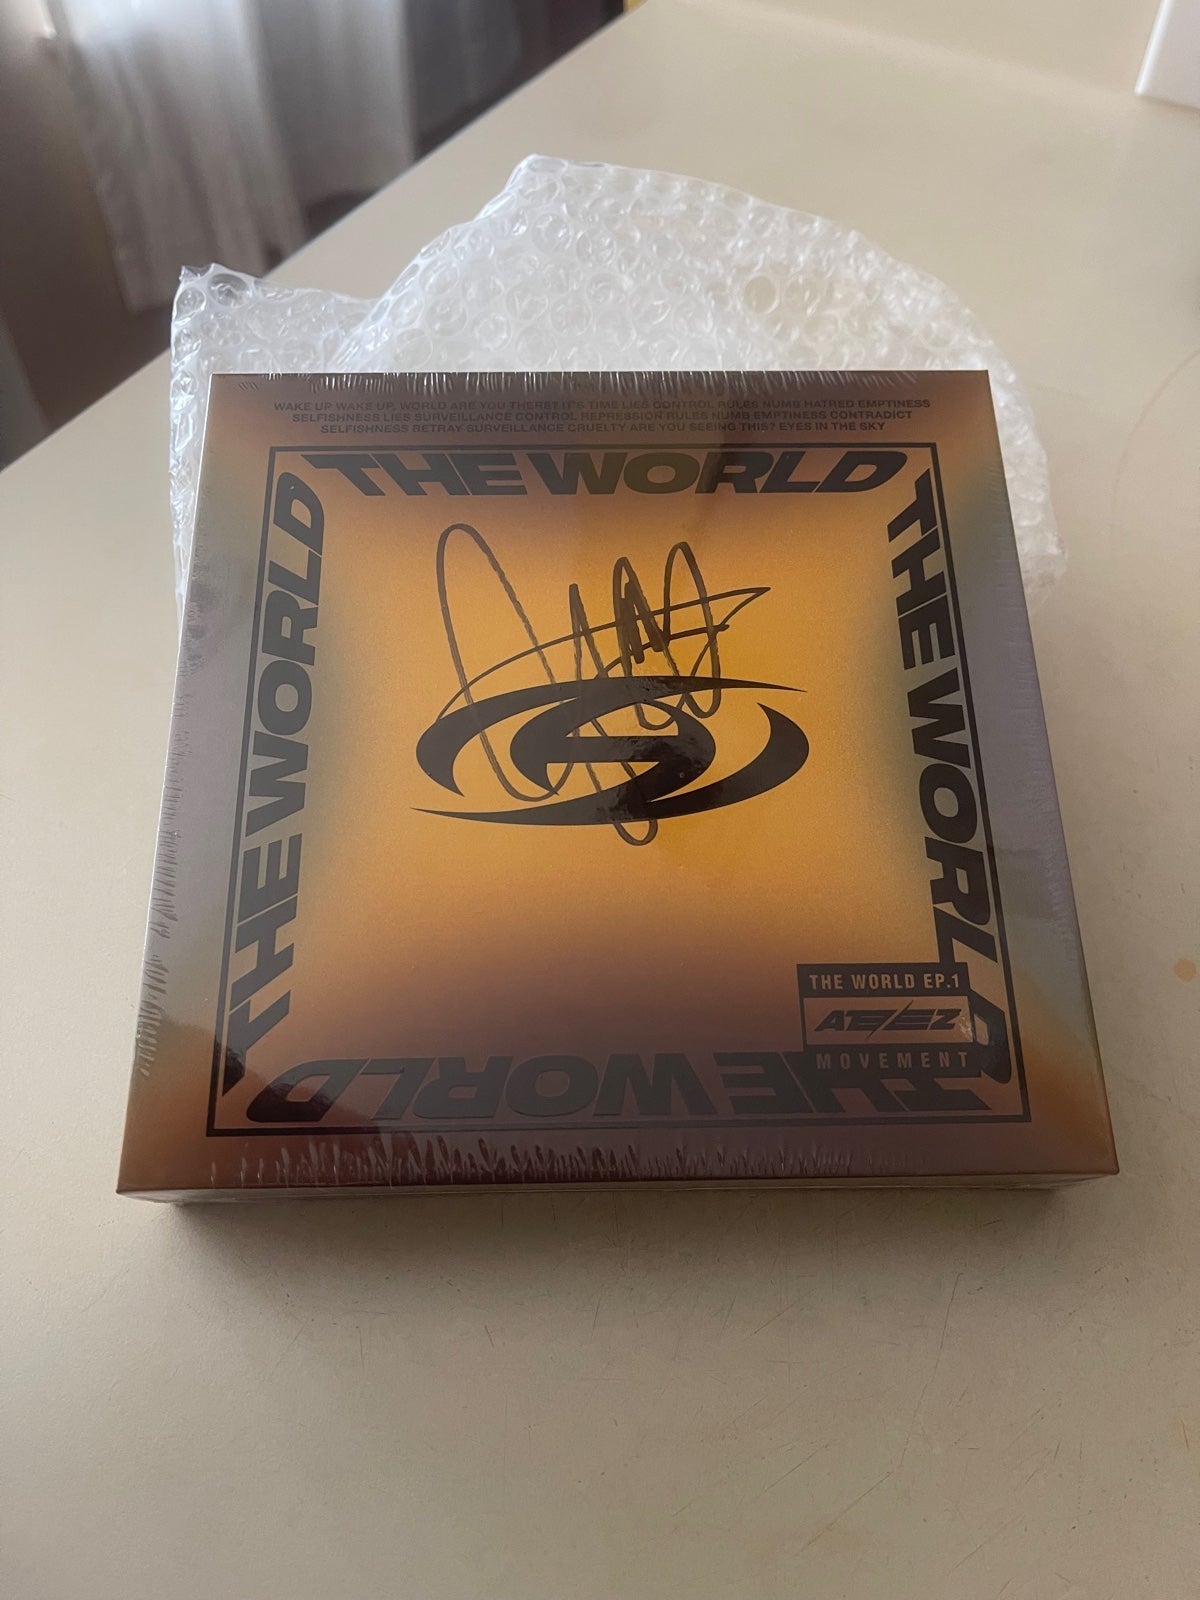 WAKE UP WAKE UP, WORLD ARE YOU THERE? IT'S TIME LIES CONTROL RULES NUMB HATRED EMPTINESS
SELFISHNESS LIES SURVEILLANCE CONTROL REPRESSION RULES NUMB EMPTINESS CONTRADICT
SELFISHNESS BETRAY SURVEILLANCE CRUELTY ARE YOU SEEING THIS? EYES IN THE SKY
THE WORLD
THE WORLD
THE WORLD
THE WORLD EP.1
ATEEZ
MOVEMENT
THE WORLD